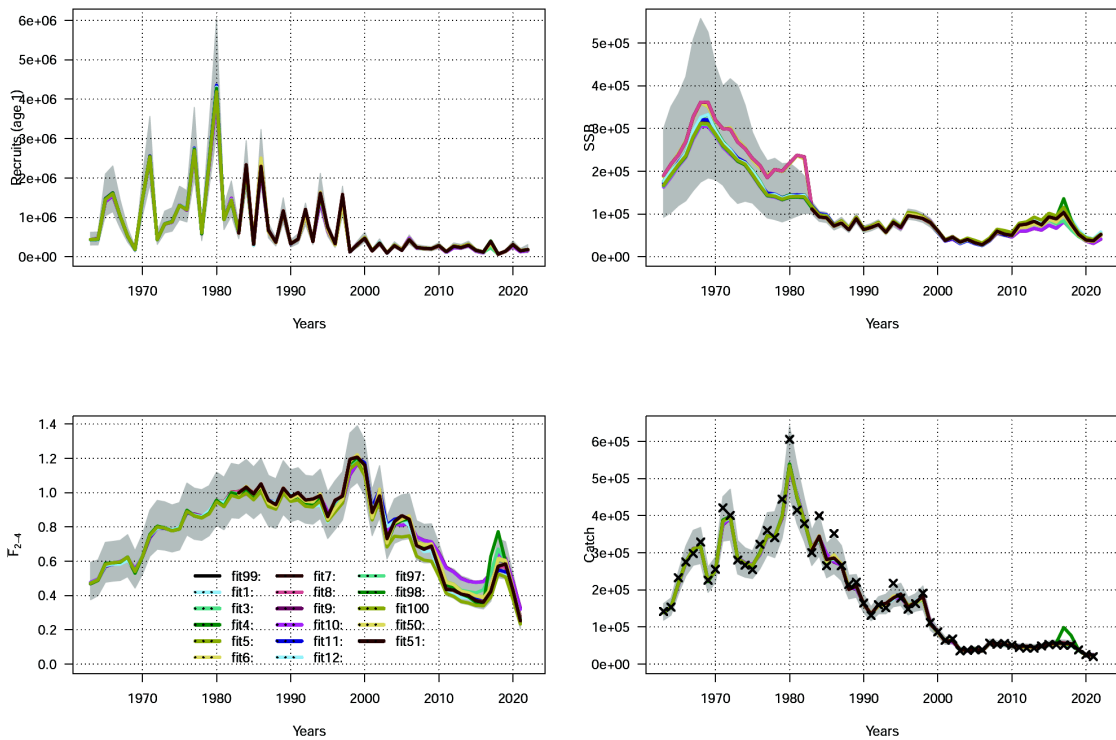 6e+06
5e+06
4e+06
3e+06
2e+06
1e+06
0e+00
Recruits (age 1)
1970 1980 1990 2000 2010 2020
Years
5e+05
4e+05
3e+05
2e+05
1e+05
0e+00
SSB
1970 1980 1990 2000 2010 2020
Years
1.4
1.2
1.0
0.8
0.6
0.4
0.2
0.0
F2−4
fit99: fit7: fit97:
fit1: fit8: fit98:
fit3: fit9: fit100
fit4: fit10: fit50:
fit5: fit11: fit51:
fit6: fit12:
1970 1980 1990 2000 2010 2020
Years
6e+05
5e+05
4e+05
3e+05
2e+05
1e+05
0e+00
Catch
1970 1980 1990 2000 2010 2020
Years